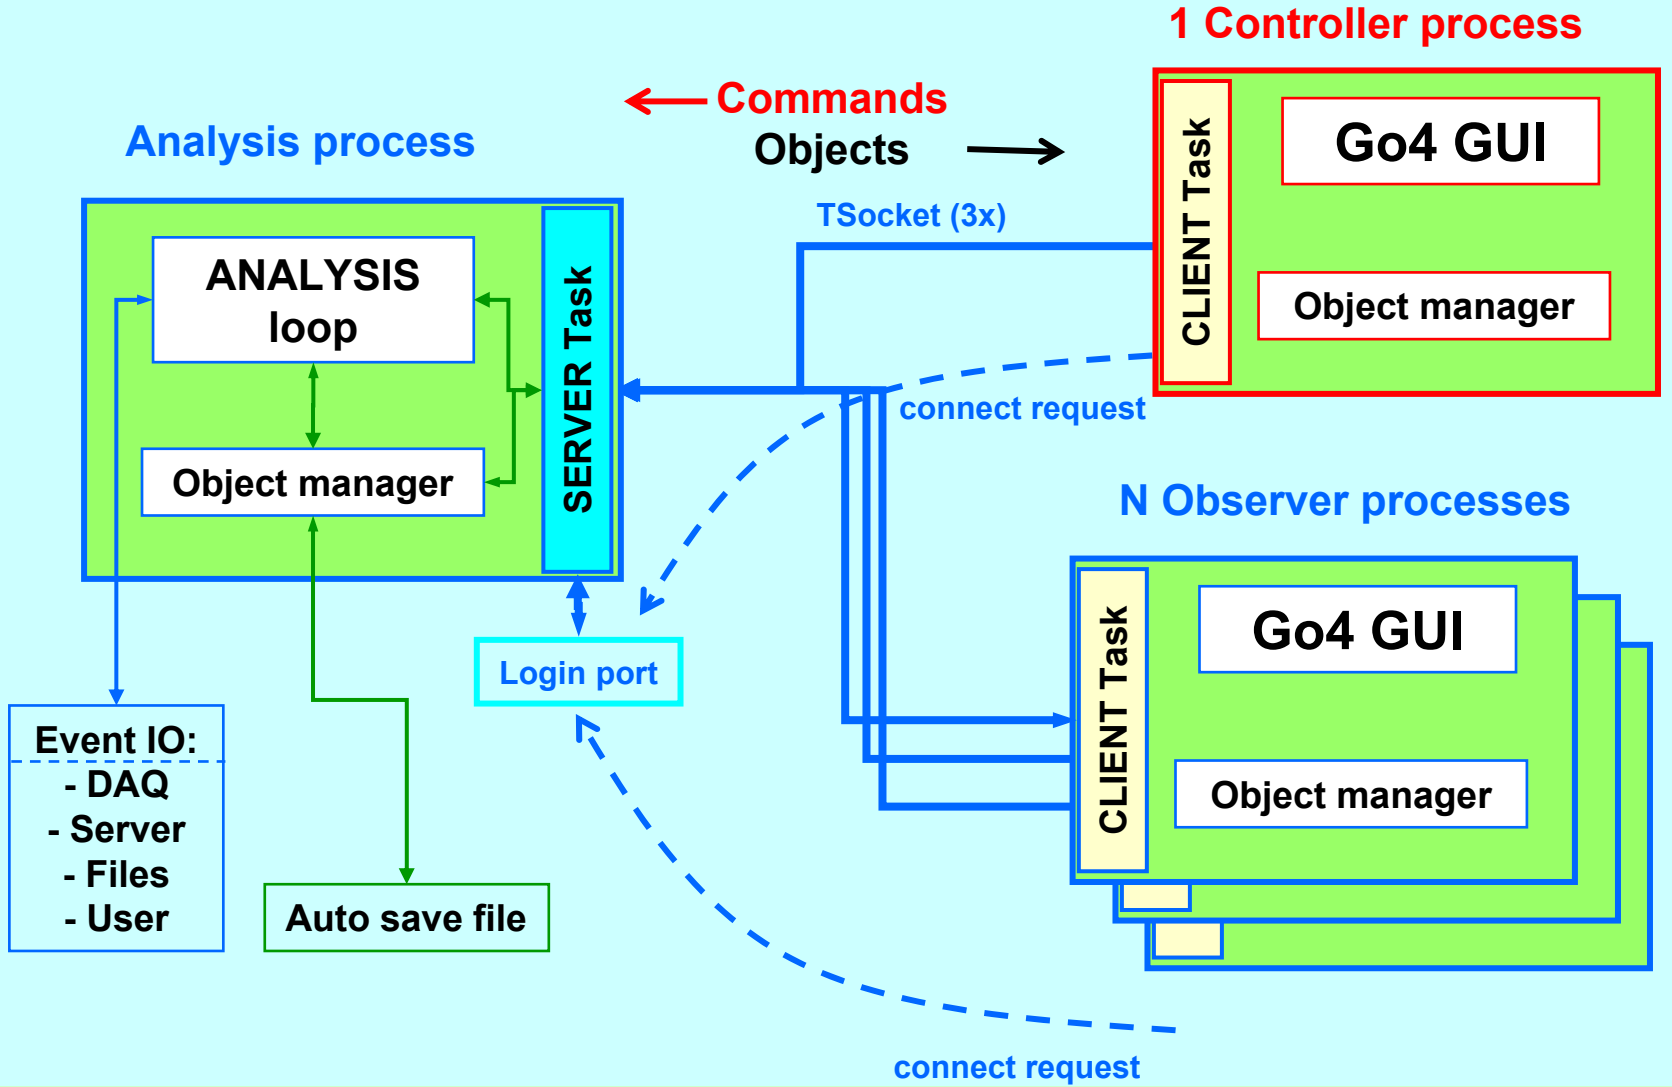 1 Controller process
Commands
Objects
Analysis process
TSocket (3x)
CLIENT Task
Go4 GUI
Object manager
ANALYSIS
loop
Object manager
SERVER Task
connect request
N Observer processes
CLIENT Task
Go4 GUI
Object manager
Login port
Event IO:
- DAQ
- Server
- Files
- User
Auto save file
connect request